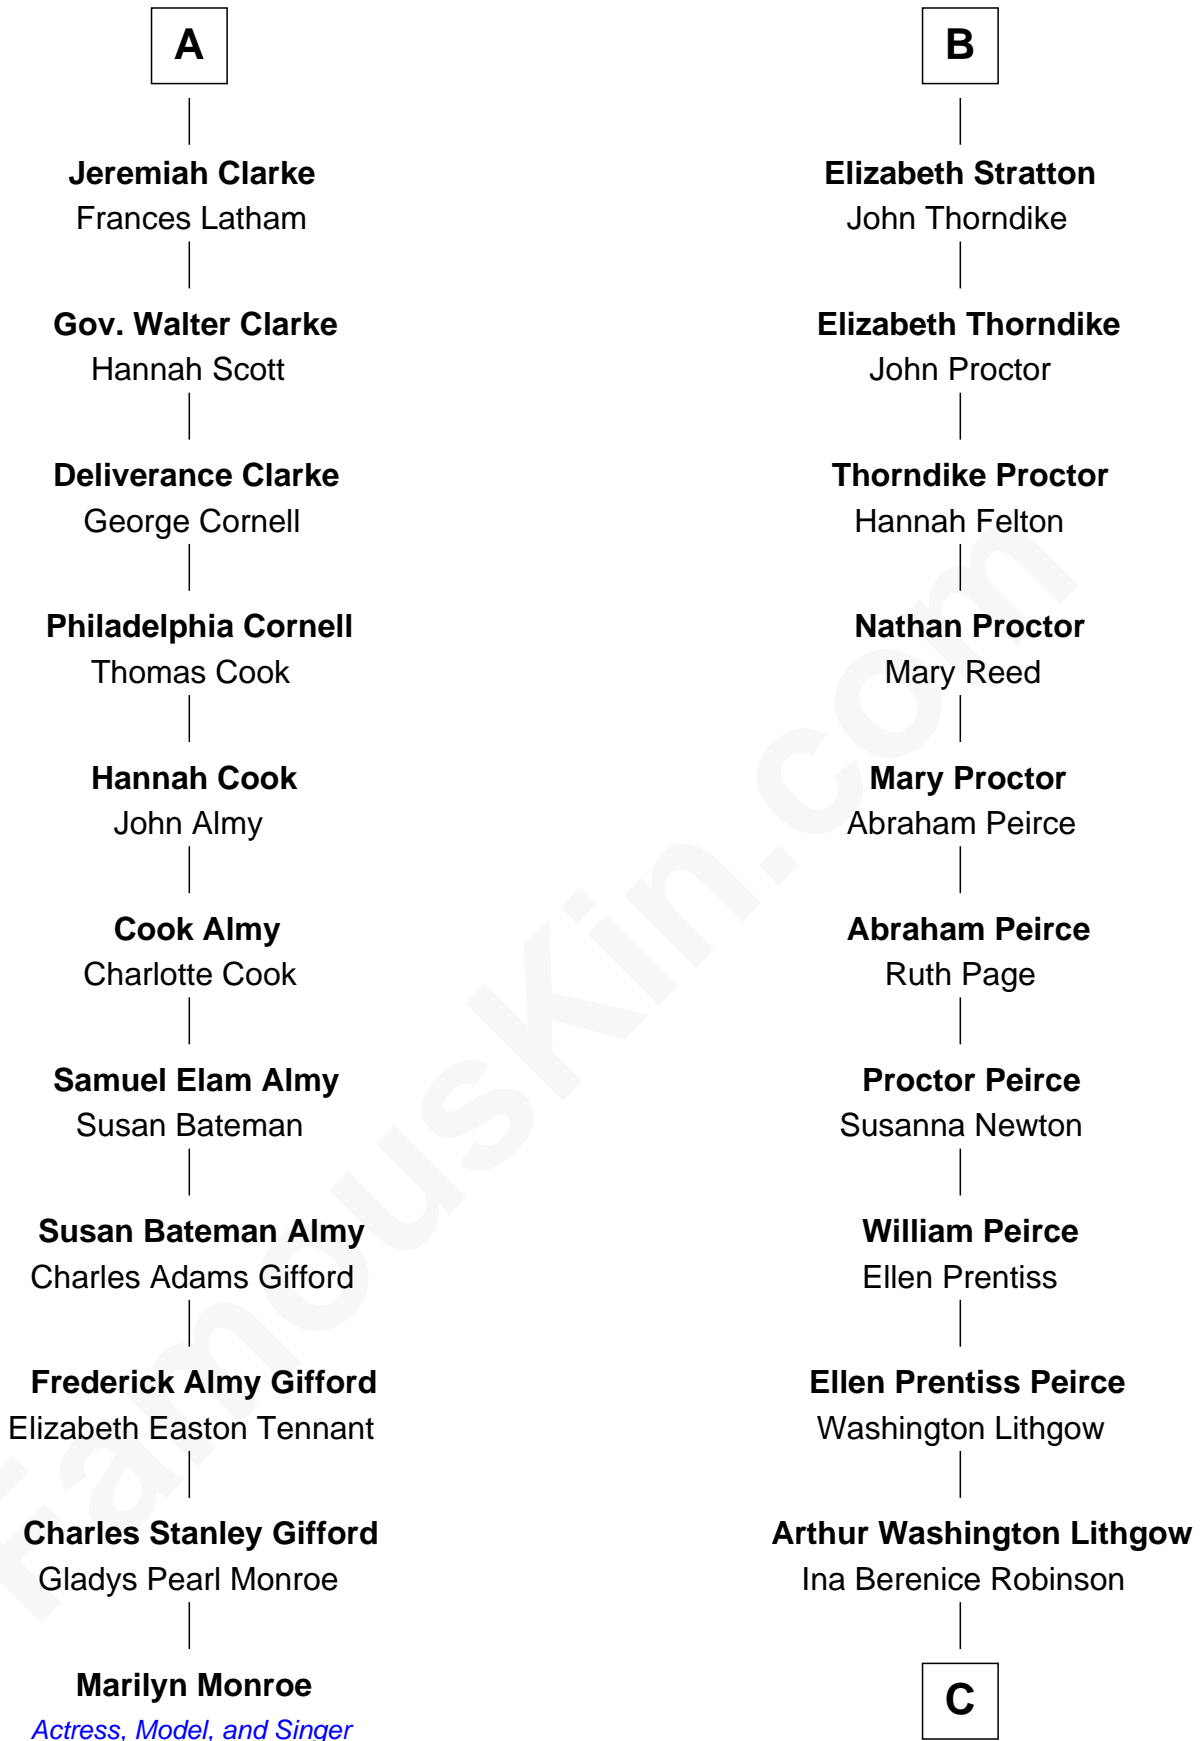 A
Jeremiah Clarke
Frances Latham
Gov. Walter Clarke
Hannah Scott
Deliverance Clarke
George Cornell
Philadelphia Cornell
Thomas Cook
Hannah Cook
John Almy
Cook Almy
Charlotte Cook
Samuel Elam Almy
Susan Bateman
Susan Bateman Almy
Charles Adams Gifford
Frederick Almy Gifford
Elizabeth Easton Tennant
Charles Stanley Gifford
Gladys Pearl Monroe
Marilyn Monroe
Actress, Model, and Singer
B
Elizabeth Stratton
John Thorndike
Elizabeth Thorndike
John Proctor
Thorndike Proctor
Hannah Felton
Nathan Proctor
Mary Reed
Mary Proctor
Abraham Peirce
Abraham Peirce
Ruth Page
Proctor Peirce
Susanna Newton
William Peirce
Ellen Prentiss
Ellen Prentiss Peirce
Washington Lithgow
Arthur Washington Lithgow
Ina Berenice Robinson
C
FamousKin.com